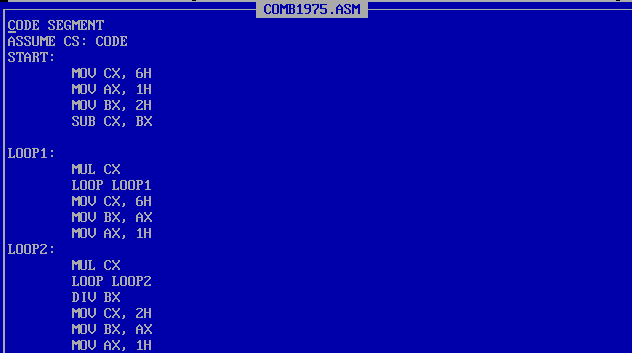 COMB1975.ASM
CODE SEGMENT
ASSUME CS: CODE
START:
MOV CX, 6H
MOV AX, 1H
MOV BX, 2H
SUB CX, BX
LOOP1:
MUL CX
LOOP LOOP1
MOV CX, 6H
MOV BX, AX
MOV AX, 1H
LOOP2:
MUL CX
LOOP LOOP2
DIV BX
MOV CX, 2H
MOV BX, AX
MOV AX, 1H